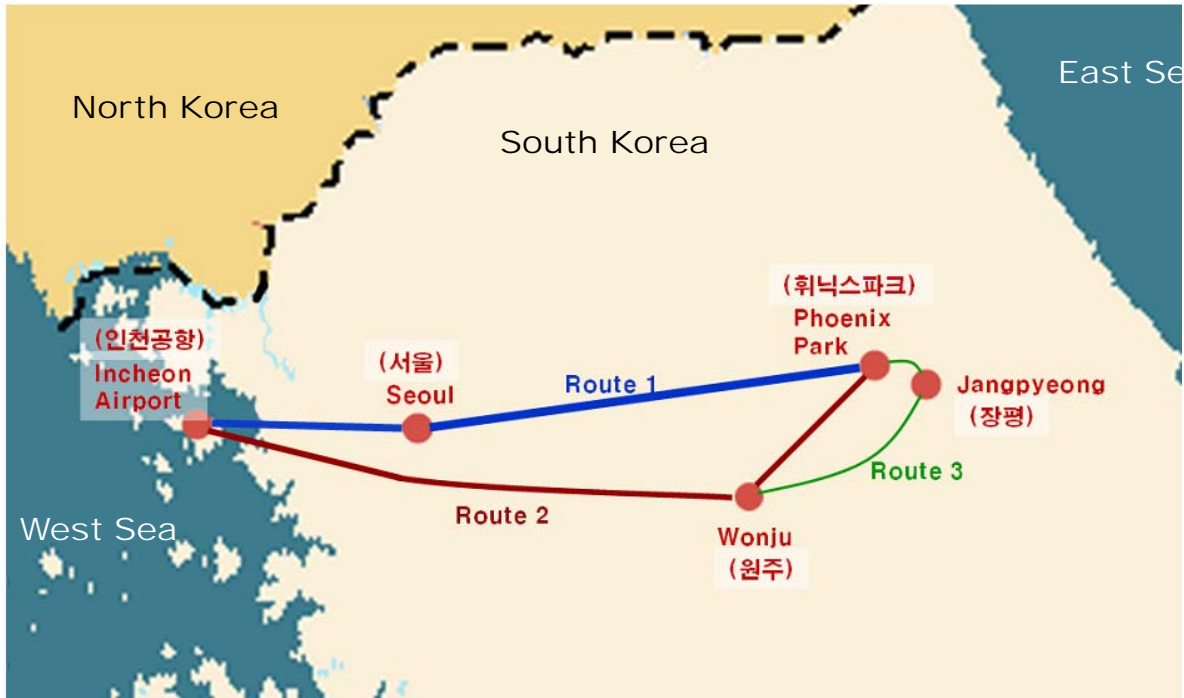 North Korea
South Korea
East Se
(인천공항)
Incheon
Airport
(서울)
Seoul
Route 1
(휘닉스파크)
Phoenix
Park
Jangpyeong
(장평)
Route 3
Route 2
West Sea
Wonju
(원주)